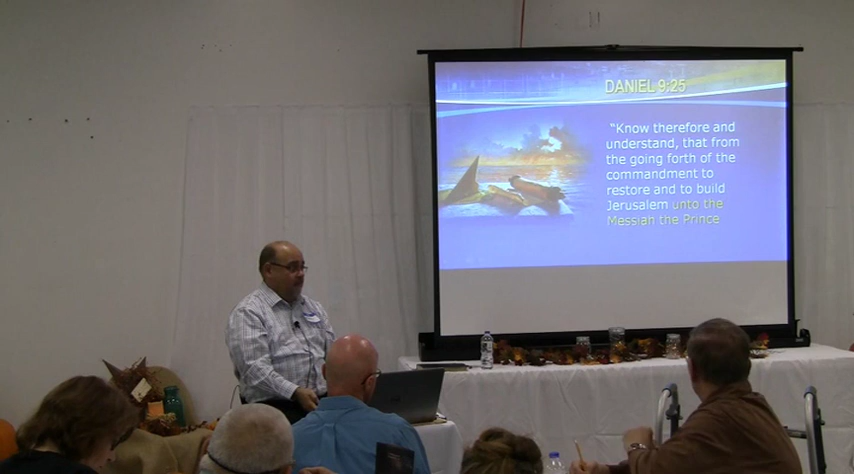 DANIEL 9:25
“Know therefore and
understand, that from
the going forth of the
commandment to
restore and to build
Jerusalem unto the
Messiah the Prince